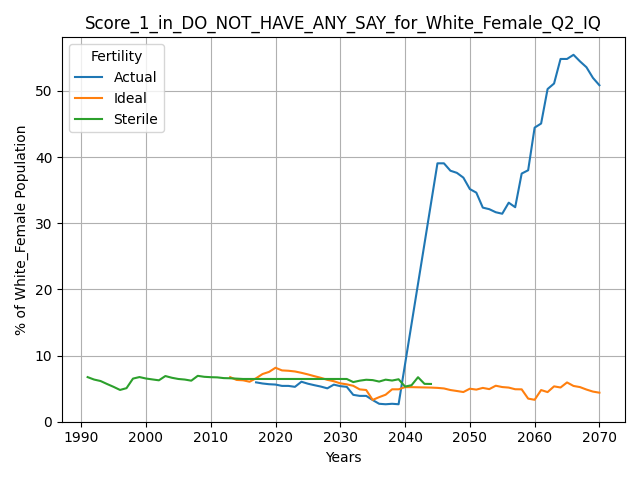 Score_1_in_DO_NOT_HAVE_ANY_SAY_for_White_Female_Q2_IQ
Fertility
Actual
Ideal
Sterile
% of White_Female Population
50
40
30
20
10
0
1990 2000 2010 2020 2030 2040 2050 2060 2070
Years